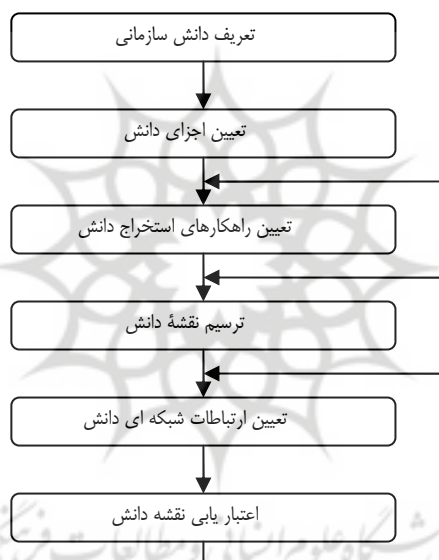 تعریف دانش سازمانی
تعیین اجزای دانش
تعیین راهکارهای استخراج دانش
ترسیم نقشۀ دانش
تعیین ارتباطات شبکه ای دانش
اعتبار یابی نقشه دانش